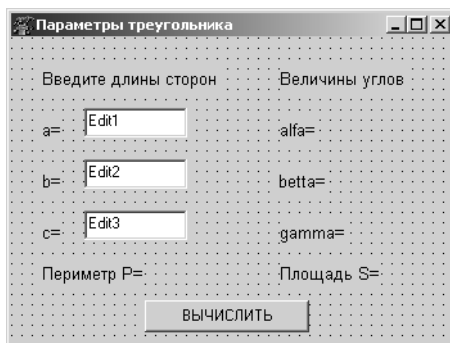 Параметры треугольника
Введите длины сторон Величины углов
a= Edit1 alfa=
b= Edit2 betta=
c= Edit3 gamma=
Периметр P= Площадь S=
ВЫЧИСЛИТЬ